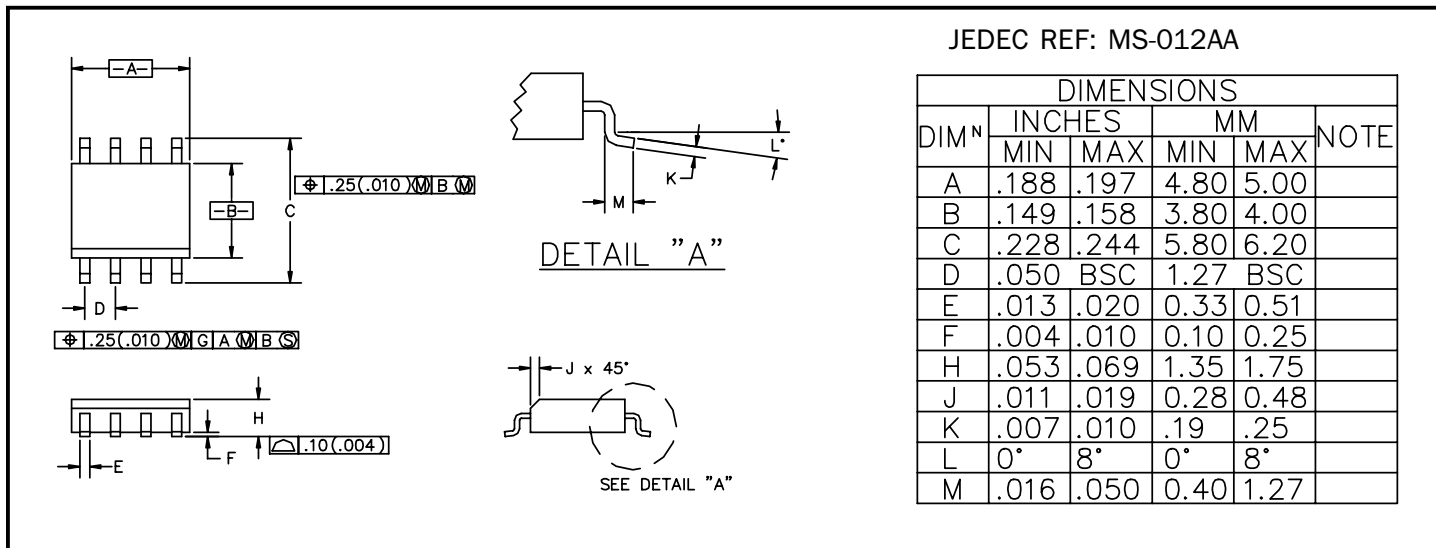 JEDEC REF: MS-012AA
-A-
-B-
C
⌖ .25(.010)Ⓜ B Ⓜ
D
⌖ .25(.010)Ⓜ G A Ⓜ B Ⓢ
H
F
E
⌓ .10(.004)
L°
K
M
DETAIL "A"
J x 45°
SEE DETAIL "A"
DIMENSIONS
DIMᴺ INCHES MM NOTE
MIN MAX MIN MAX
A .188 .197 4.80 5.00
B .149 .158 3.80 4.00
C .228 .244 5.80 6.20
D .050 BSC 1.27 BSC
E .013 .020 0.33 0.51
F .004 .010 0.10 0.25
H .053 .069 1.35 1.75
J .011 .019 0.28 0.48
K .007 .010 .19 .25
L 0° 8° 0° 8°
M .016 .050 0.40 1.27